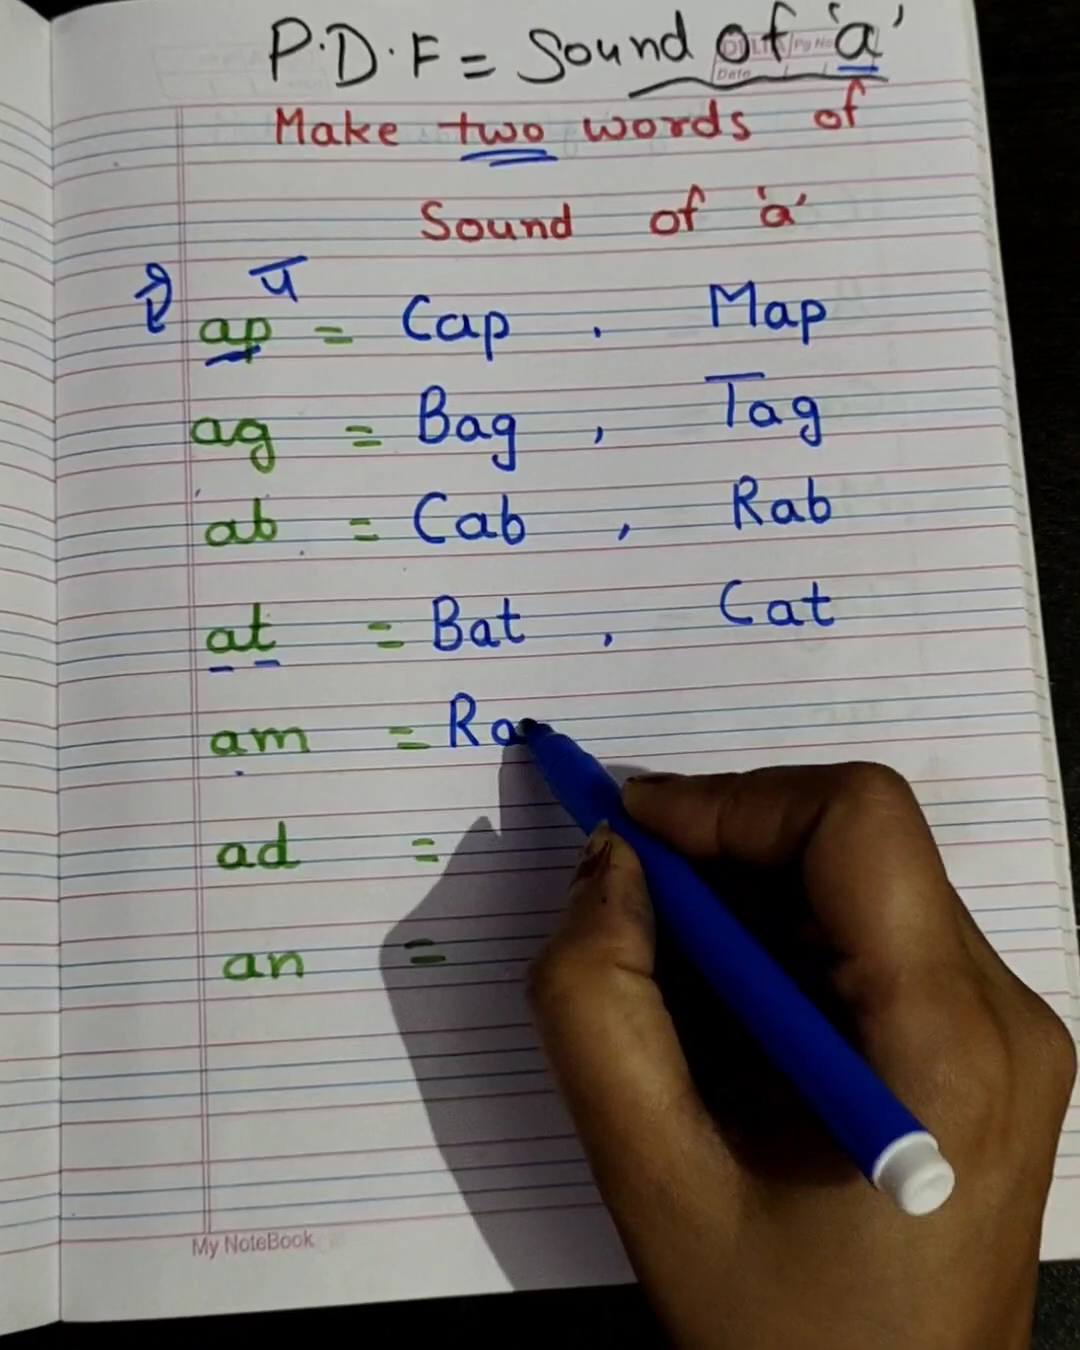 P.D.F = Sound of 'a'
Make two words of
Sound of 'a'
ऐ प
ap = Cap . Map
ag = Bag , Tag
ab = Cab , Rab
at = Bat , Cat
am = Ra
ad =
an =
My NoteBook